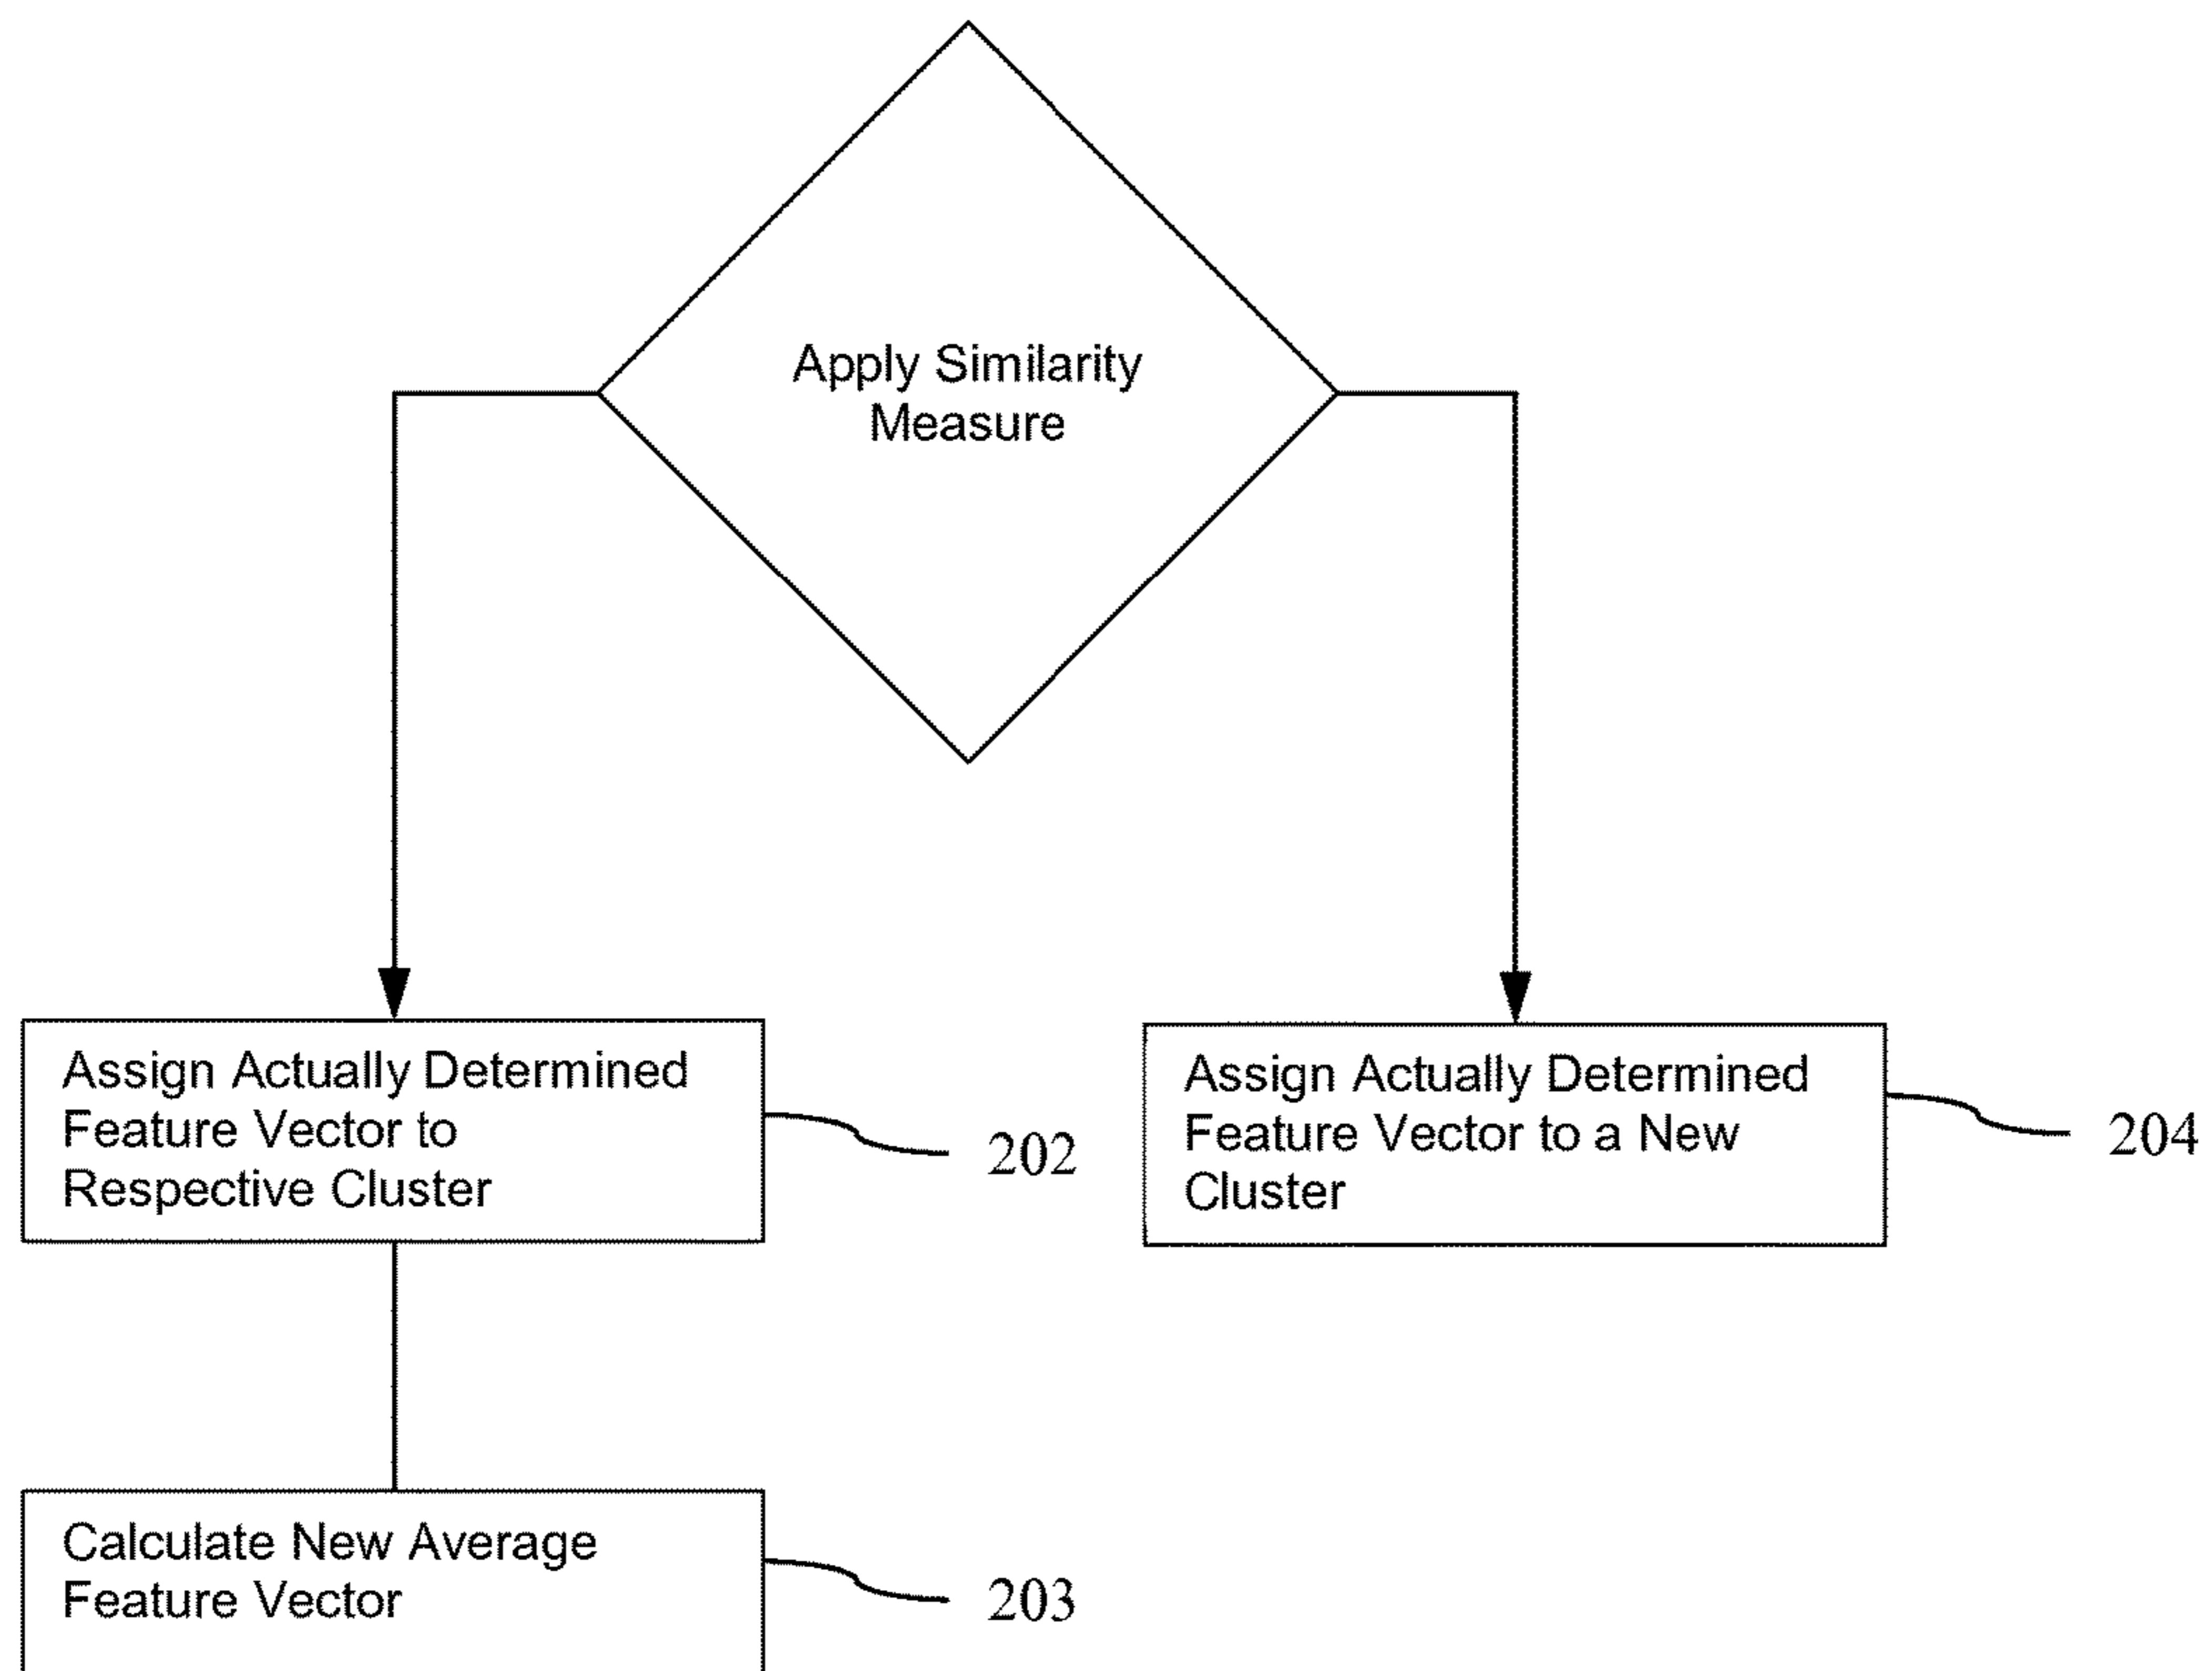 Apply Similarity
Measure
Assign Actually Determined
Feature Vector to
Respective Cluster
202
Assign Actually Determined
Feature Vector to a New
Cluster
204
Calculate New Average
Feature Vector
203